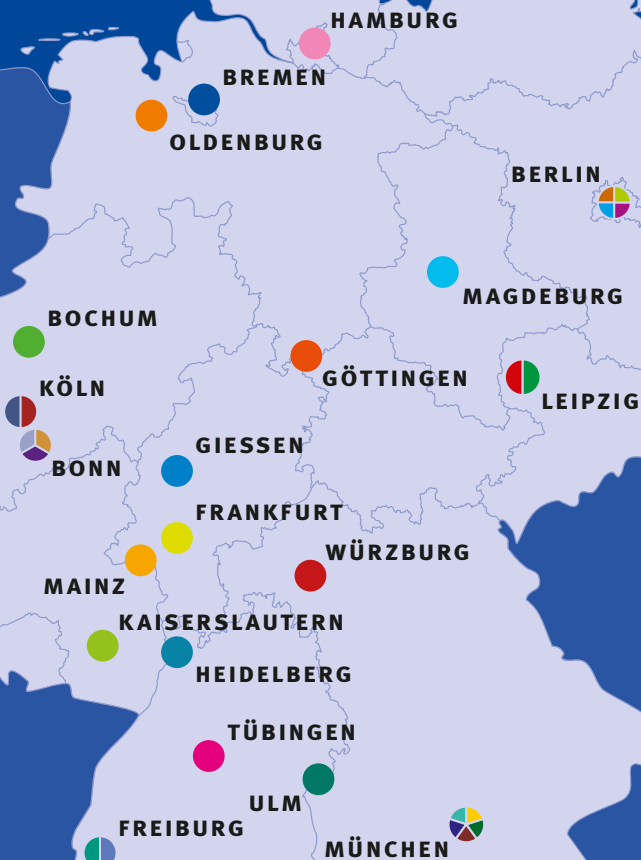 HAMBURG
BREMEN
OLDENBURG
BERLIN
MAGDEBURG
BOCHUM
GÖTTINGEN
KÖLN
LEIPZIG
GIESSEN
BONN
FRANKFURT
WÜRZBURG
MAINZ
KAISERSLAUTERN
HEIDELBERG
TÜBINGEN
ULM
FREIBURG
MÜNCHEN